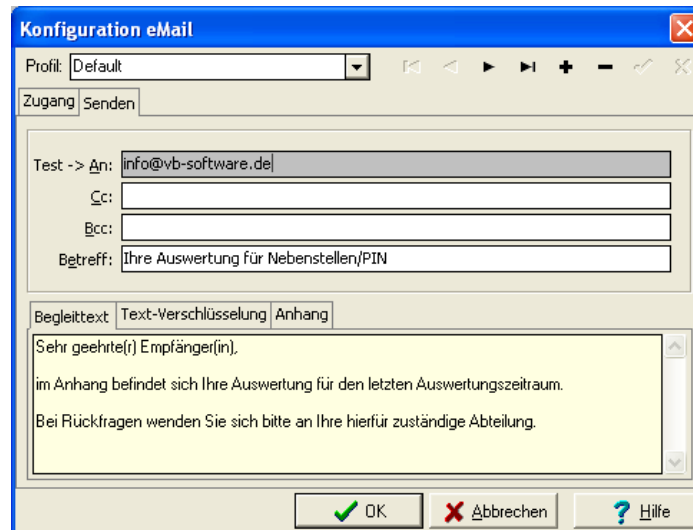 Konfiguration eMail
Profil: Default
Zugang Senden
Test -> An: info@vb-software.de
Cc:
Bcc:
Betreff: Ihre Auswertung für Nebenstellen/PIN
Begleittext Text-Verschlüsselung Anhang
Sehr geehrte(r) Empfänger(in),
im Anhang befindet sich Ihre Auswertung für den letzten Auswertungszeitraum.
Bei Rückfragen wenden Sie sich bitte an Ihre hierfür zuständige Abteilung.
OK Abbrechen Hilfe